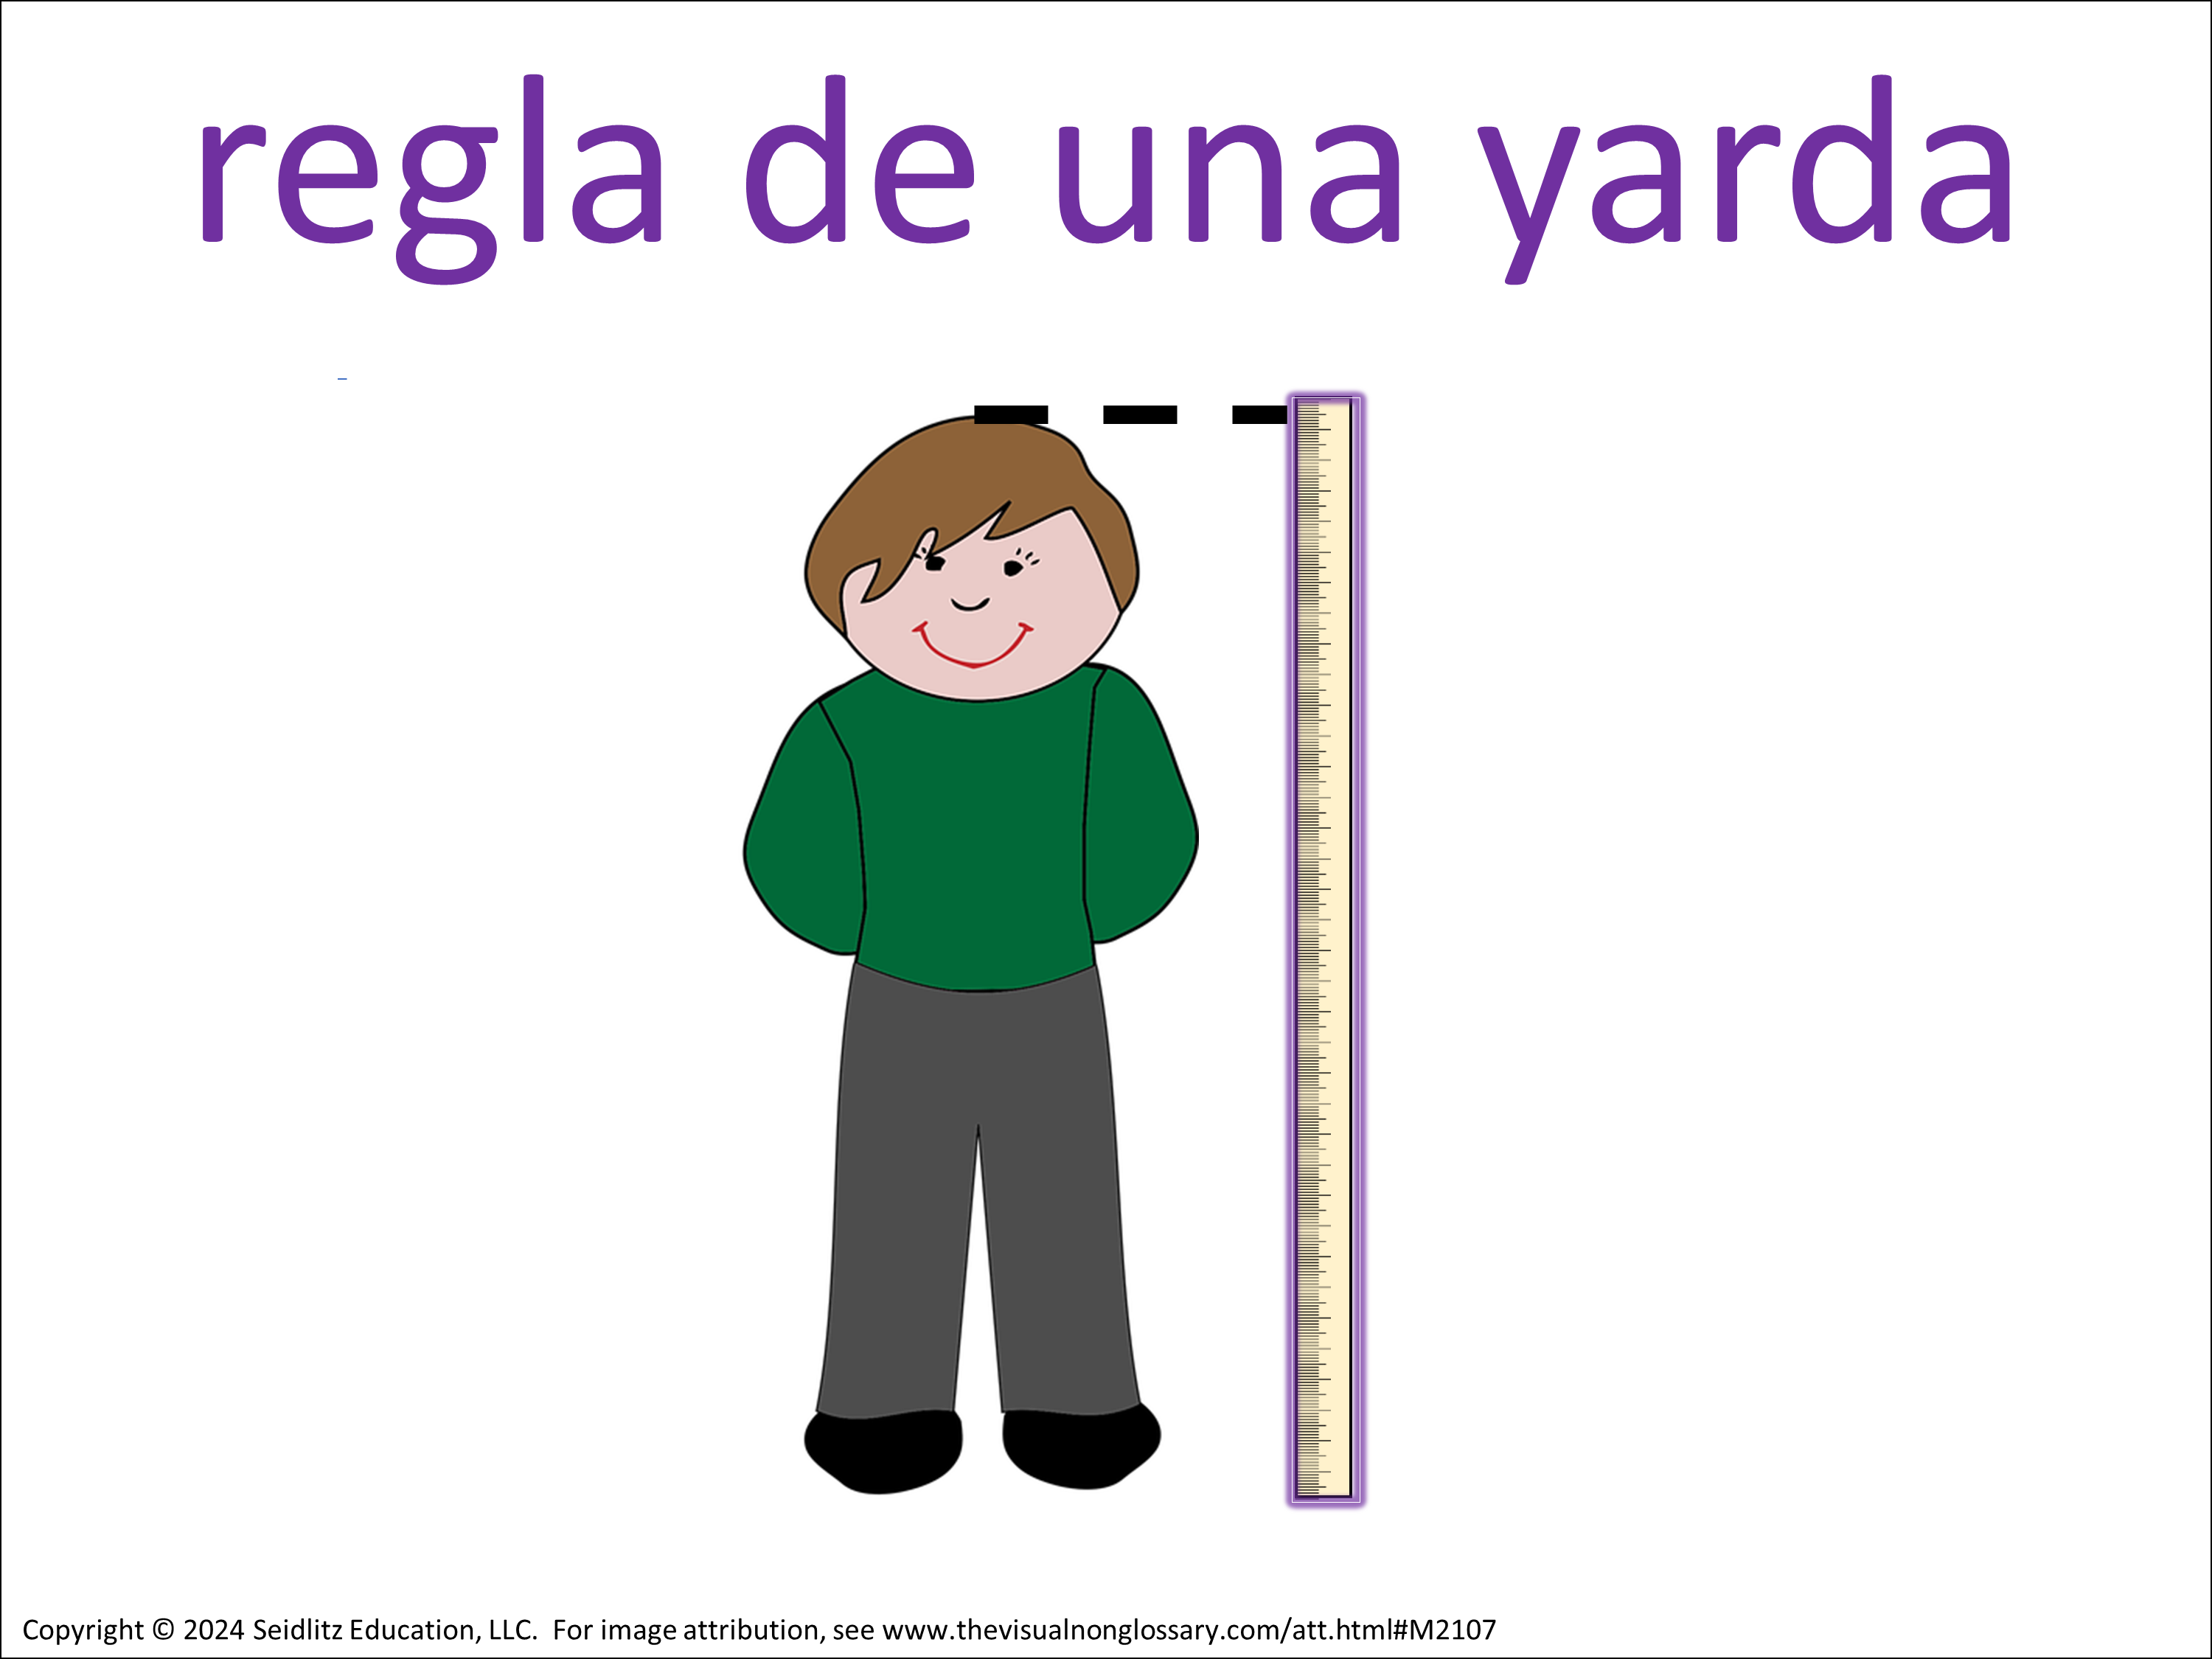 regla de una yarda
Copyright © 2024 Seidlitz Education, LLC.  For image attribution, see www.thevisualnonglossary.com/att.html#M2107